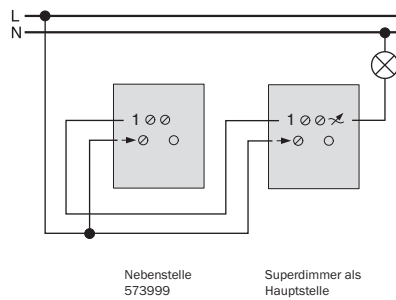 L
N
1
1
Nebenstelle
573999
Superdimmer als
Hauptstelle